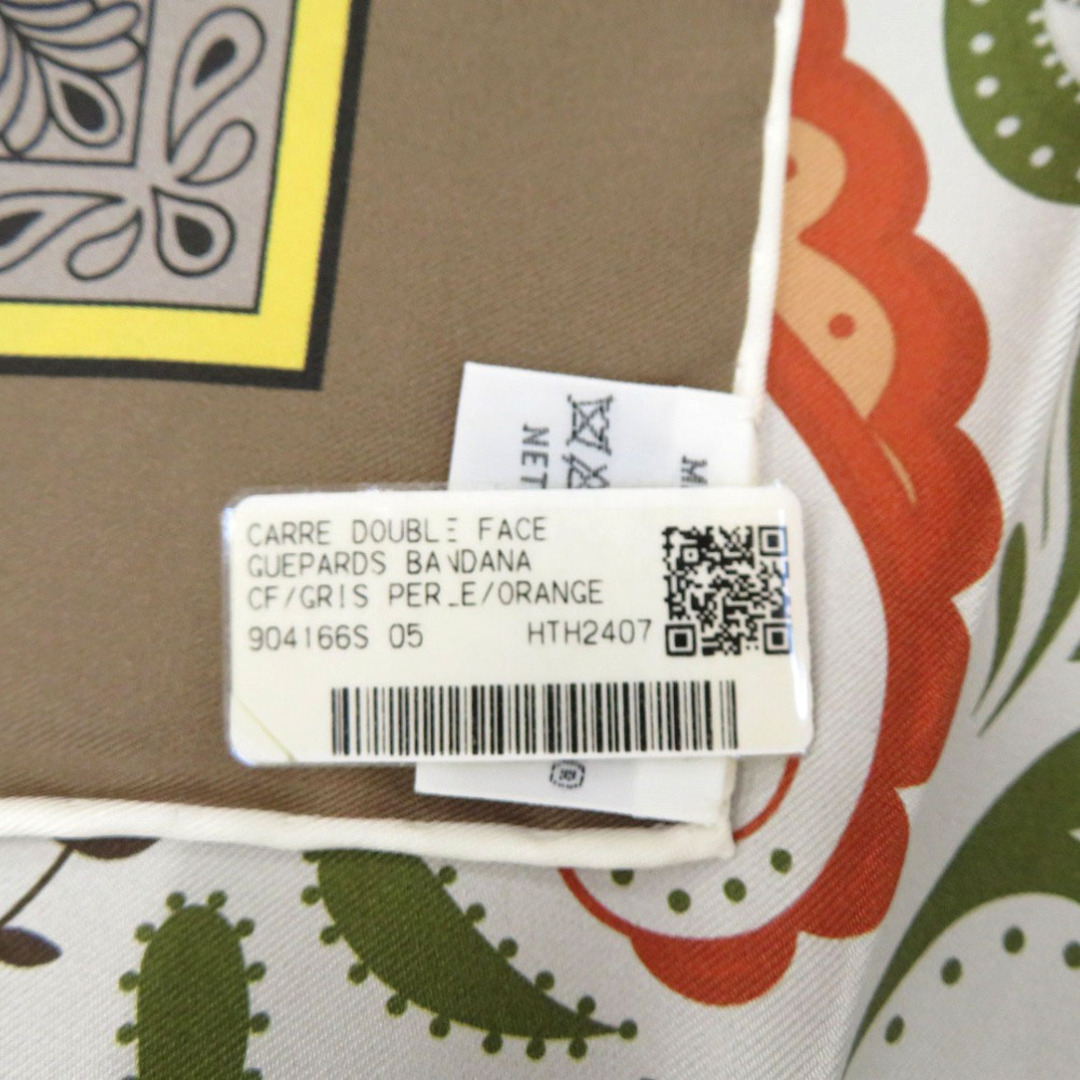 NET
CARRE DOUBLE FACE
GUEPARDS BANDANA
CF/GRIS PERLE/ORANGE
904166S 05 HTH2407